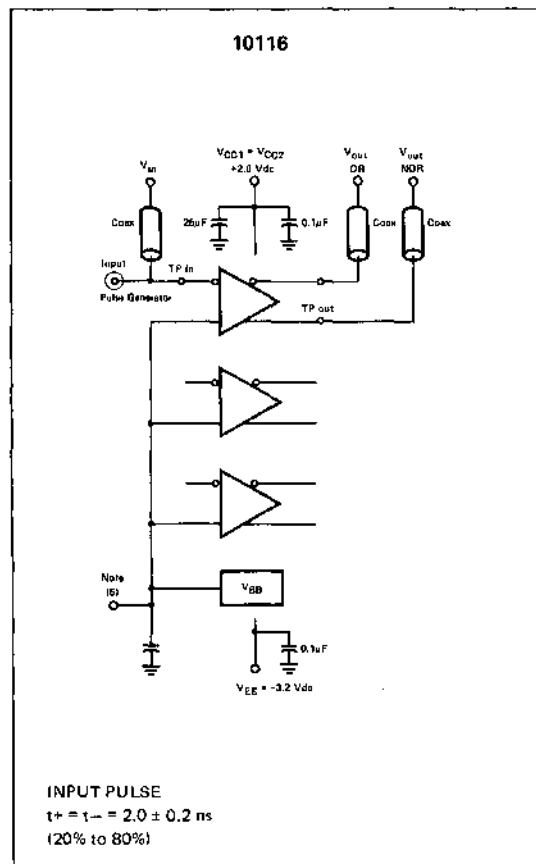 10116
Vin
VCC1 = VCC2
+2.0 Vdc
Vout
OR
Vout
NOR
Coax
25µF
0.1µF
Coax
Coax
Input
TP in
Pulse Generator
TP out
Note
(5)
VBB
0.1µF
VEE = -3.2 Vdc
INPUT PULSE
t+ = t- = 2.0 ± 0.2 ns
(20% to 80%)